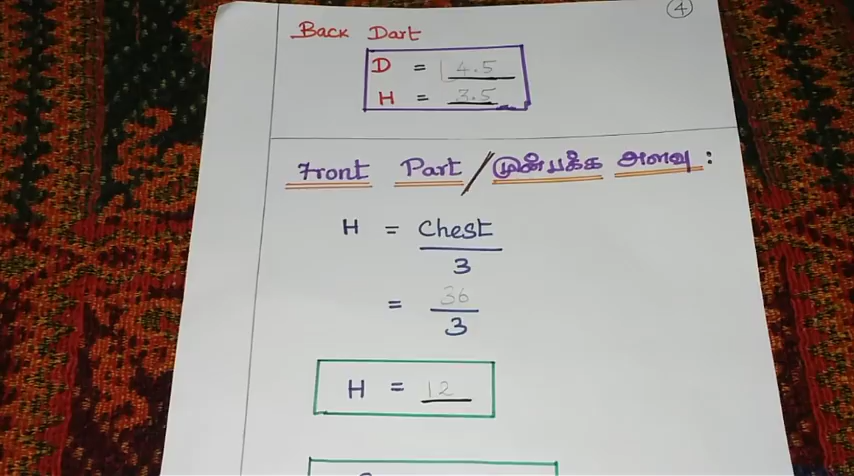 4
Back Dart
D = 4.5
H = 3.5
Front Part / முன்பக்க அளவு :
H = Chest
3
= 36
3
H = 12